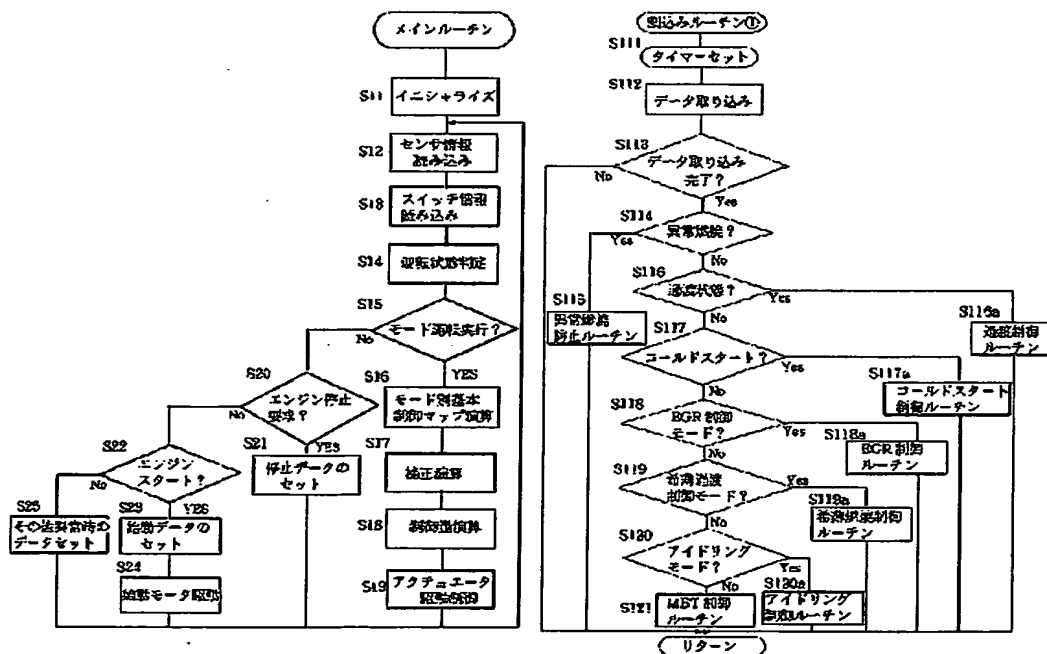 メインルーチン
S11
イニシャライズ
S12
センサ情報
読み込み
S13
スイッチ情報
読み込み
S14
運転状態判定
S15
モード運転実行?
No
YES
S16
モード別基本
制御マップ演算
S17
補正演算
S18
制御量演算
S19
アクチュエータ
駆動制御
S20
エンジン停止
要求?
No
YES
S21
停止データの
セット
S22
エンジン
スタート?
No
YES
S23
始動データの
セット
S24
始動モータ駆動
S25
その他異常時の
データセット
割込みルーチン①
S111
タイマーセット
S112
データ取り込み
S113
データ取り込み
完了?
No
Yes
S114
異常燃焼?
Yes
No
S115
異常燃焼
防止ルーチン
S116
過渡状態?
Yes
No
S116a
過渡制御
ルーチン
S117
コールドスタート?
Yes
No
S117a
コールドスタート
制御ルーチン
S118
EGR制御
モード?
Yes
No
S118a
EGR制御
ルーチン
S119
制御モード?
Yes
No
S119a
ルーチン
S120
アイドリング
モード?
Yes
No
S120a
アイドリング
制御ルーチン
S121
MBT制御
ルーチン
リターン